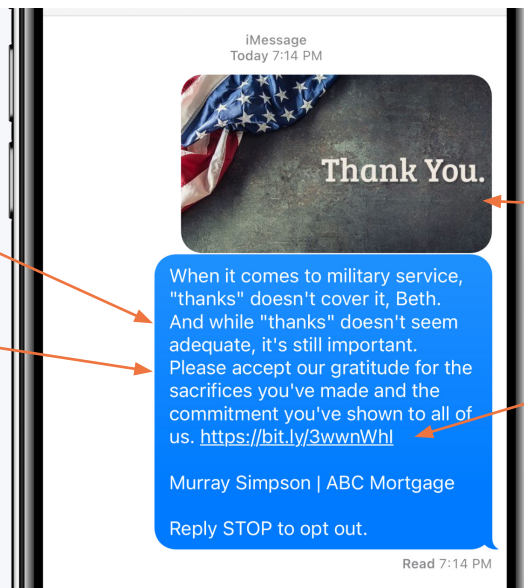 iMessage
Today 7:14 PM
Thank You.
When it comes to military service,
"thanks" doesn't cover it, Beth.
And while "thanks" doesn't seem
adequate, it's still important.
Please accept our gratitude for the
sacrifices you've made and the
commitment you've shown to all of
us. https://bit.ly/3wwnWhI
Murray Simpson | ABC Mortgage
Reply STOP to opt out.
Read 7:14 PM